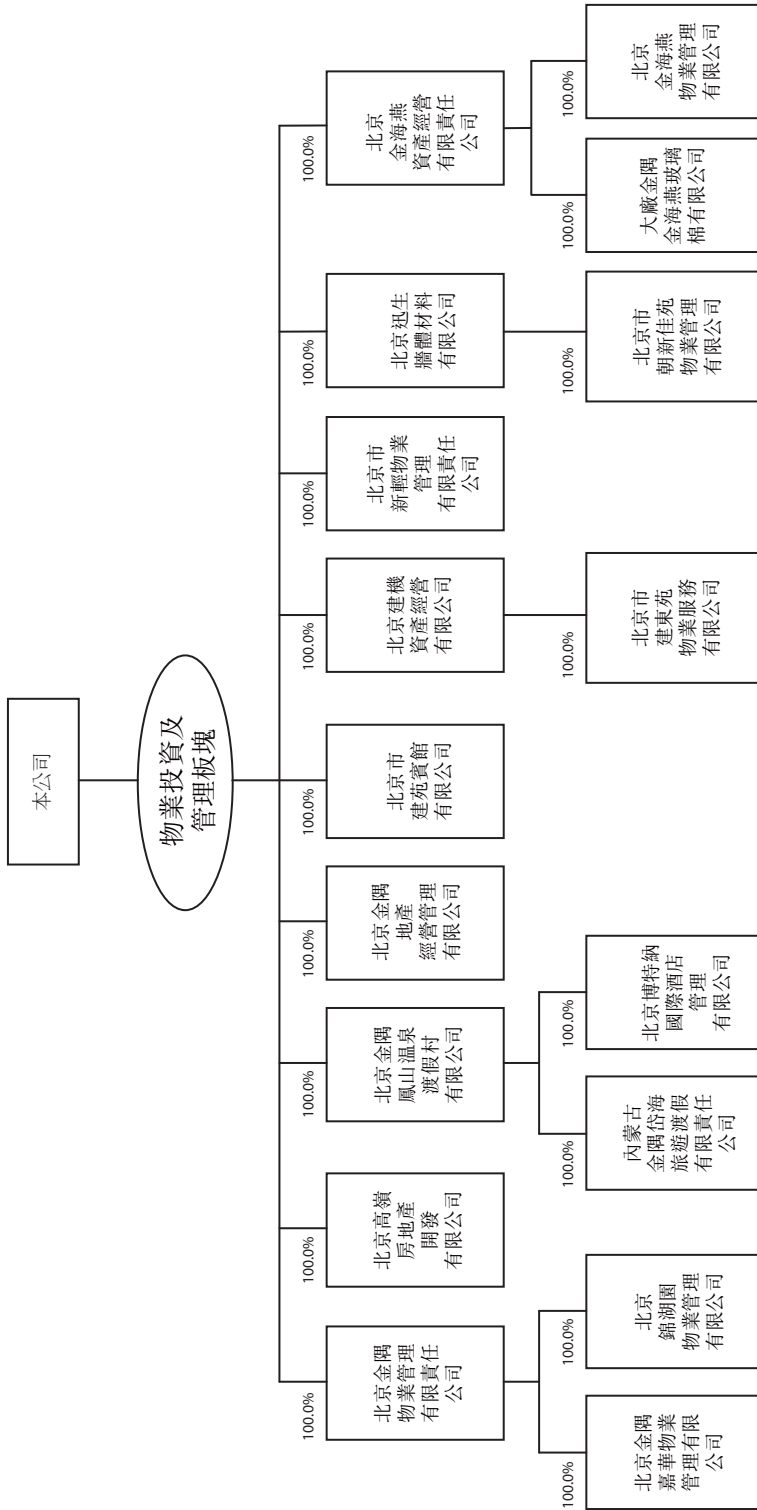 本公司
物業投資及
管理板塊
100.0%
北京金隅
物業管理
有限責任
公司
100.0%
北京高嶺
房地產
開發
有限公司
100.0%
北京金隅
鳳山溫泉
渡假村
有限公司
100.0%
北京金隅
地產
經營管理
有限公司
100.0%
北京市
建苑賓館
有限公司
100.0%
北京建機
資產經營
有限公司
100.0%
北京市
新輕物業
管理
有限責任
公司
100.0%
北京迅生
牆體材料
有限公司
100.0%
北京
金海燕
資產經營
有限責任
公司
100.0%
北京金隅
嘉華物業
管理有限
公司
100.0%
北京
錦湖園
物業管理
有限公司
100.0%
內蒙古
金隅岱海
旅遊渡假
有限責任
公司
100.0%
北京博特納
國際酒店
管理
有限公司
100.0%
北京市
建東苑
物業服務
有限公司
100.0%
北京市
朝新佳苑
物業管理
有限公司
100.0%
大廠金隅
金海燕玻璃
棉有限公司
100.0%
北京
金海燕
物業管理
有限公司